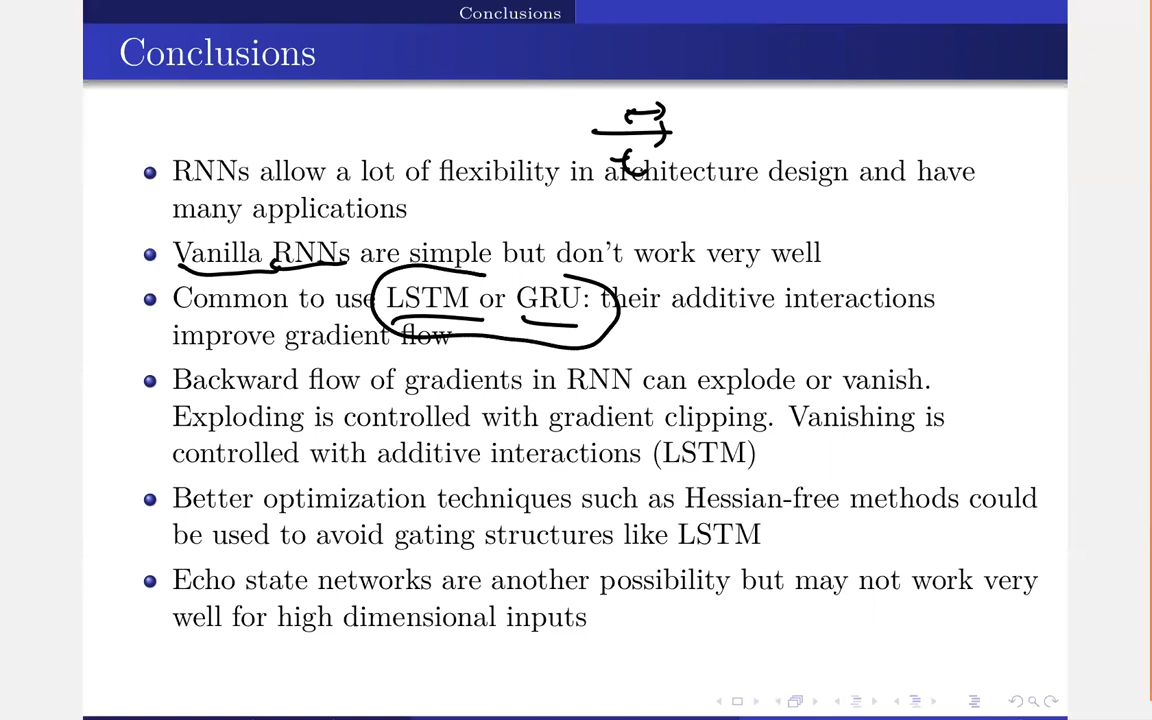 Conclusions
Conclusions
RNNs allow a lot of flexibility in architecture design and have
many applications
Vanilla RNNs are simple but don't work very well
Common to use LSTM or GRU: their additive interactions
improve gradient flow
Backward flow of gradients in RNN can explode or vanish.
Exploding is controlled with gradient clipping. Vanishing is
controlled with additive interactions (LSTM)
Better optimization techniques such as Hessian-free methods could
be used to avoid gating structures like LSTM
Echo state networks are another possibility but may not work very
well for high dimensional inputs